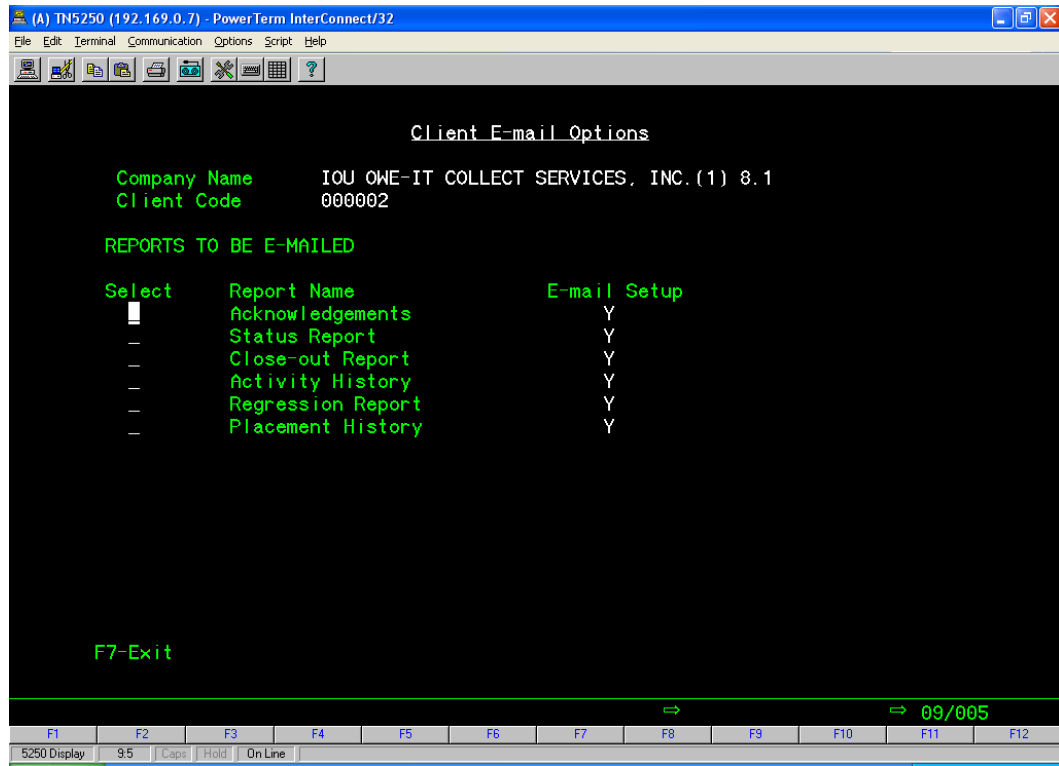 (A) TN5250 (192.169.0.7) - PowerTerm InterConnect/32
File Edit Terminal Communication Options Script Help
Client E-mail Options
Company Name IOU OWE-IT COLLECT SERVICES, INC.(1) 8.1
Client Code 000002
REPORTS TO BE E-MAILED
Select Report Name E-mail Setup
_ Acknowledgements Y
_ Status Report Y
_ Close-out Report Y
_ Activity History Y
_ Regression Report Y
_ Placement History Y
F7-Exit
⇨ ⇨ 09/005
F1 F2 F3 F4 F5 F6 F7 F8 F9 F10 F11 F12
5250 Display 9:5 Caps Hold On Line